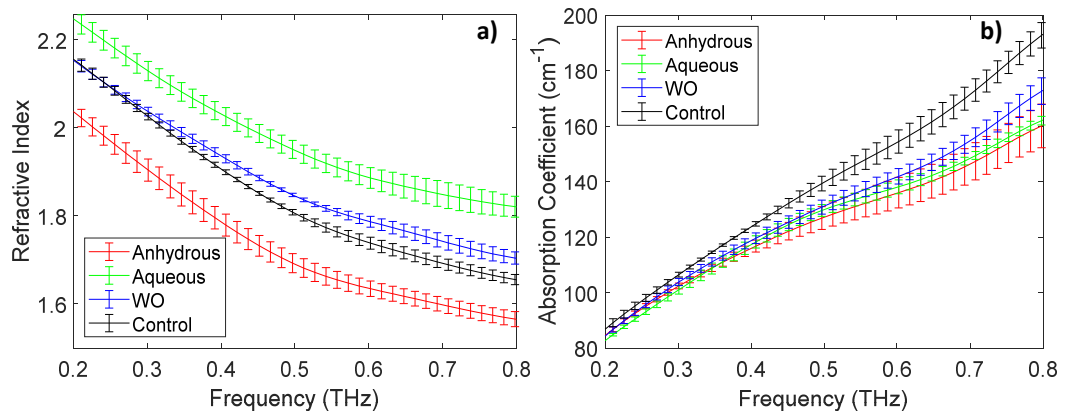 a)
Refractive Index
2.2
2
1.8
1.6
Anhydrous
Aqueous
WO
Control
0.2 0.3 0.4 0.5 0.6 0.7 0.8
Frequency (THz)
b)
Absorption Coefficient (cm⁻¹)
200
180
160
140
120
100
80
Anhydrous
Aqueous
WO
Control
0.2 0.3 0.4 0.5 0.6 0.7 0.8
Frequency (THz)